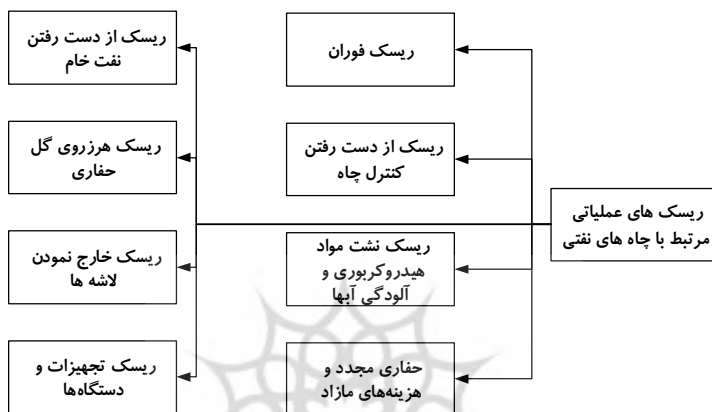 ریسک های عملیاتی
مرتبط با چاه های نفتی
ریسک فوران
ریسک از دست رفتن
کنترل چاه
ریسک نشت مواد
هیدروکربوری و
آلودگی آبها
حفاری مجدد و
هزینه‌های مازاد
ریسک از دست رفتن
نفت خام
ریسک هرزروی گل
حفاری
ریسک خارج نمودن
لاشه ها
ریسک تجهیزات و
دستگاه‌ها